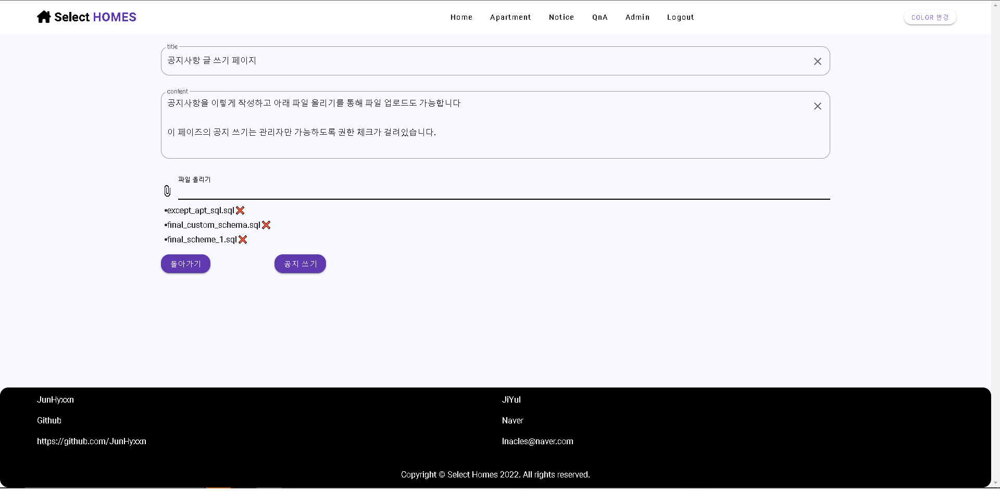 Select HOMES
Home Apartment Notice QnA Admin Logout
COLOR 변경
title
공지사항 글 쓰기 페이지
content
공지사항을 이렇게 작성하고 아래 파일 올리기를 통해 파일 업로드도 가능합니다
이 페이즈의 공지 쓰기는 관리자만 가능하도록 권한 체크가 걸려있습니다.
파일 올리기
•except_apt_sql.sql
•final_custom_schema.sql
•final_scheme_1.sql
돌아가기
공지 쓰기
JunHyxxn
Github
https://github.com/JunHyxxn
JiYul
Naver
lnacles@naver.com
Copyright © Select Homes 2022. All rights reserved.